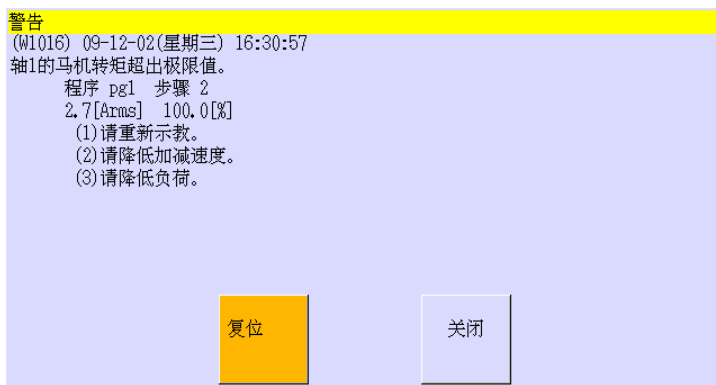 警告
(W1016) 09-12-02(星期三) 16:30:57
轴1的马机转矩超出极限值。
程序 pg1 步骤 2
2.7[Arms] 100.0[%]
(1)请重新示教。
(2)请降低加减速度。
(3)请降低负荷。
复位
关闭